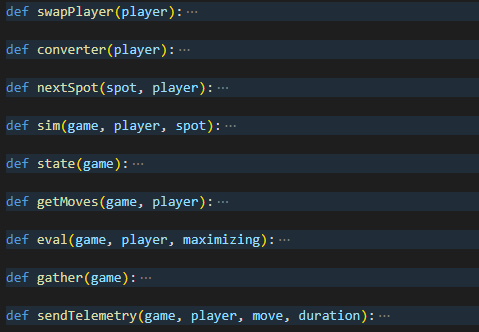 def swapPlayer(player):···
def converter(player):···
def nextSpot(spot, player):···
def sim(game, player, spot):···
def state(game):···
def getMoves(game, player):···
def eval(game, player, maximizing):···
def gather(game):···
def sendTelemetry(game, player, move, duration):···